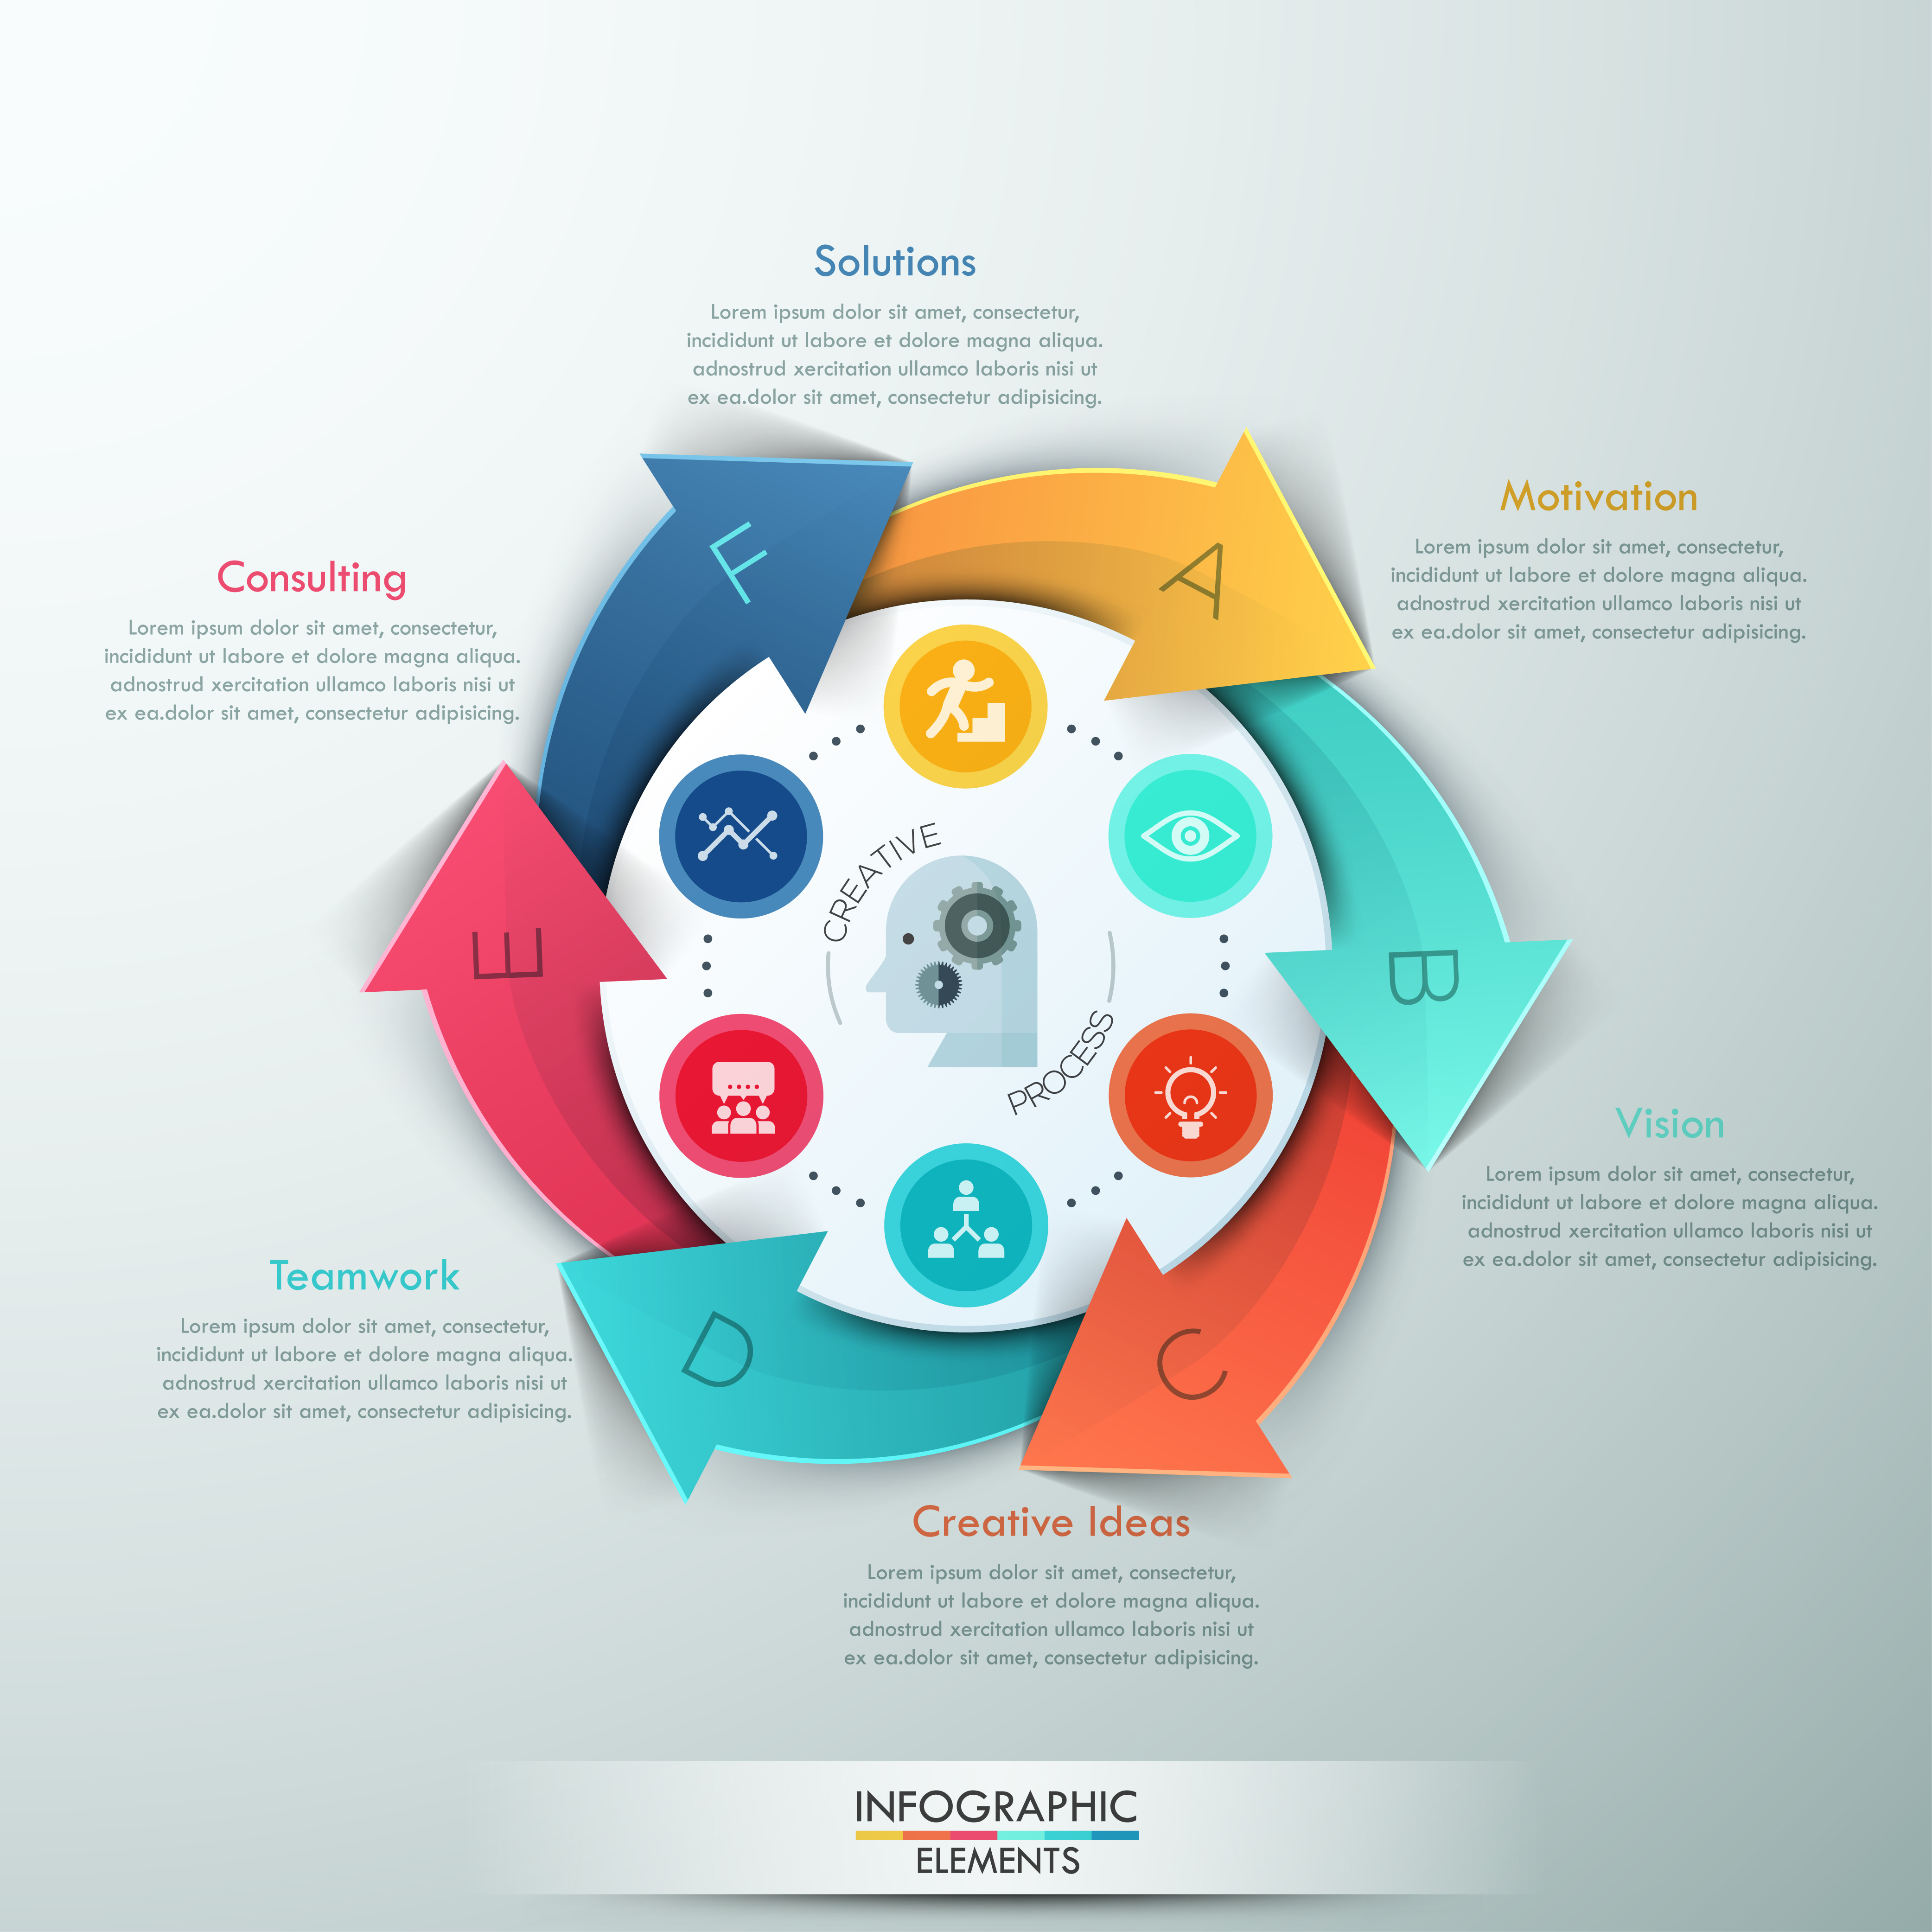 Solutions
Lorem ipsum dolor sit amet, consectetur,
incididunt ut labore et dolore magna aliqua.
adnostrud xercitation ullamco laboris nisi ut
ex ea.dolor sit amet, consectetur adipisicing.
Motivation
Lorem ipsum dolor sit amet, consectetur,
incididunt ut labore et dolore magna aliqua.
adnostrud xercitation ullamco laboris nisi ut
ex ea.dolor sit amet, consectetur adipisicing.
Consulting
Lorem ipsum dolor sit amet, consectetur,
incididunt ut labore et dolore magna aliqua.
adnostrud xercitation ullamco laboris nisi ut
ex ea.dolor sit amet, consectetur adipisicing.
F
A
B
C
D
E
CREATIVE
PROCESS
Vision
Lorem ipsum dolor sit amet, consectetur,
incididunt ut labore et dolore magna aliqua.
adnostrud xercitation ullamco laboris nisi ut
ex ea.dolor sit amet, consectetur adipisicing.
Teamwork
Lorem ipsum dolor sit amet, consectetur,
incididunt ut labore et dolore magna aliqua.
adnostrud xercitation ullamco laboris nisi ut
ex ea.dolor sit amet, consectetur adipisicing.
Creative Ideas
Lorem ipsum dolor sit amet, consectetur,
incididunt ut labore et dolore magna aliqua.
adnostrud xercitation ullamco laboris nisi ut
ex ea.dolor sit amet, consectetur adipisicing.
INFOGRAPHIC
ELEMENTS